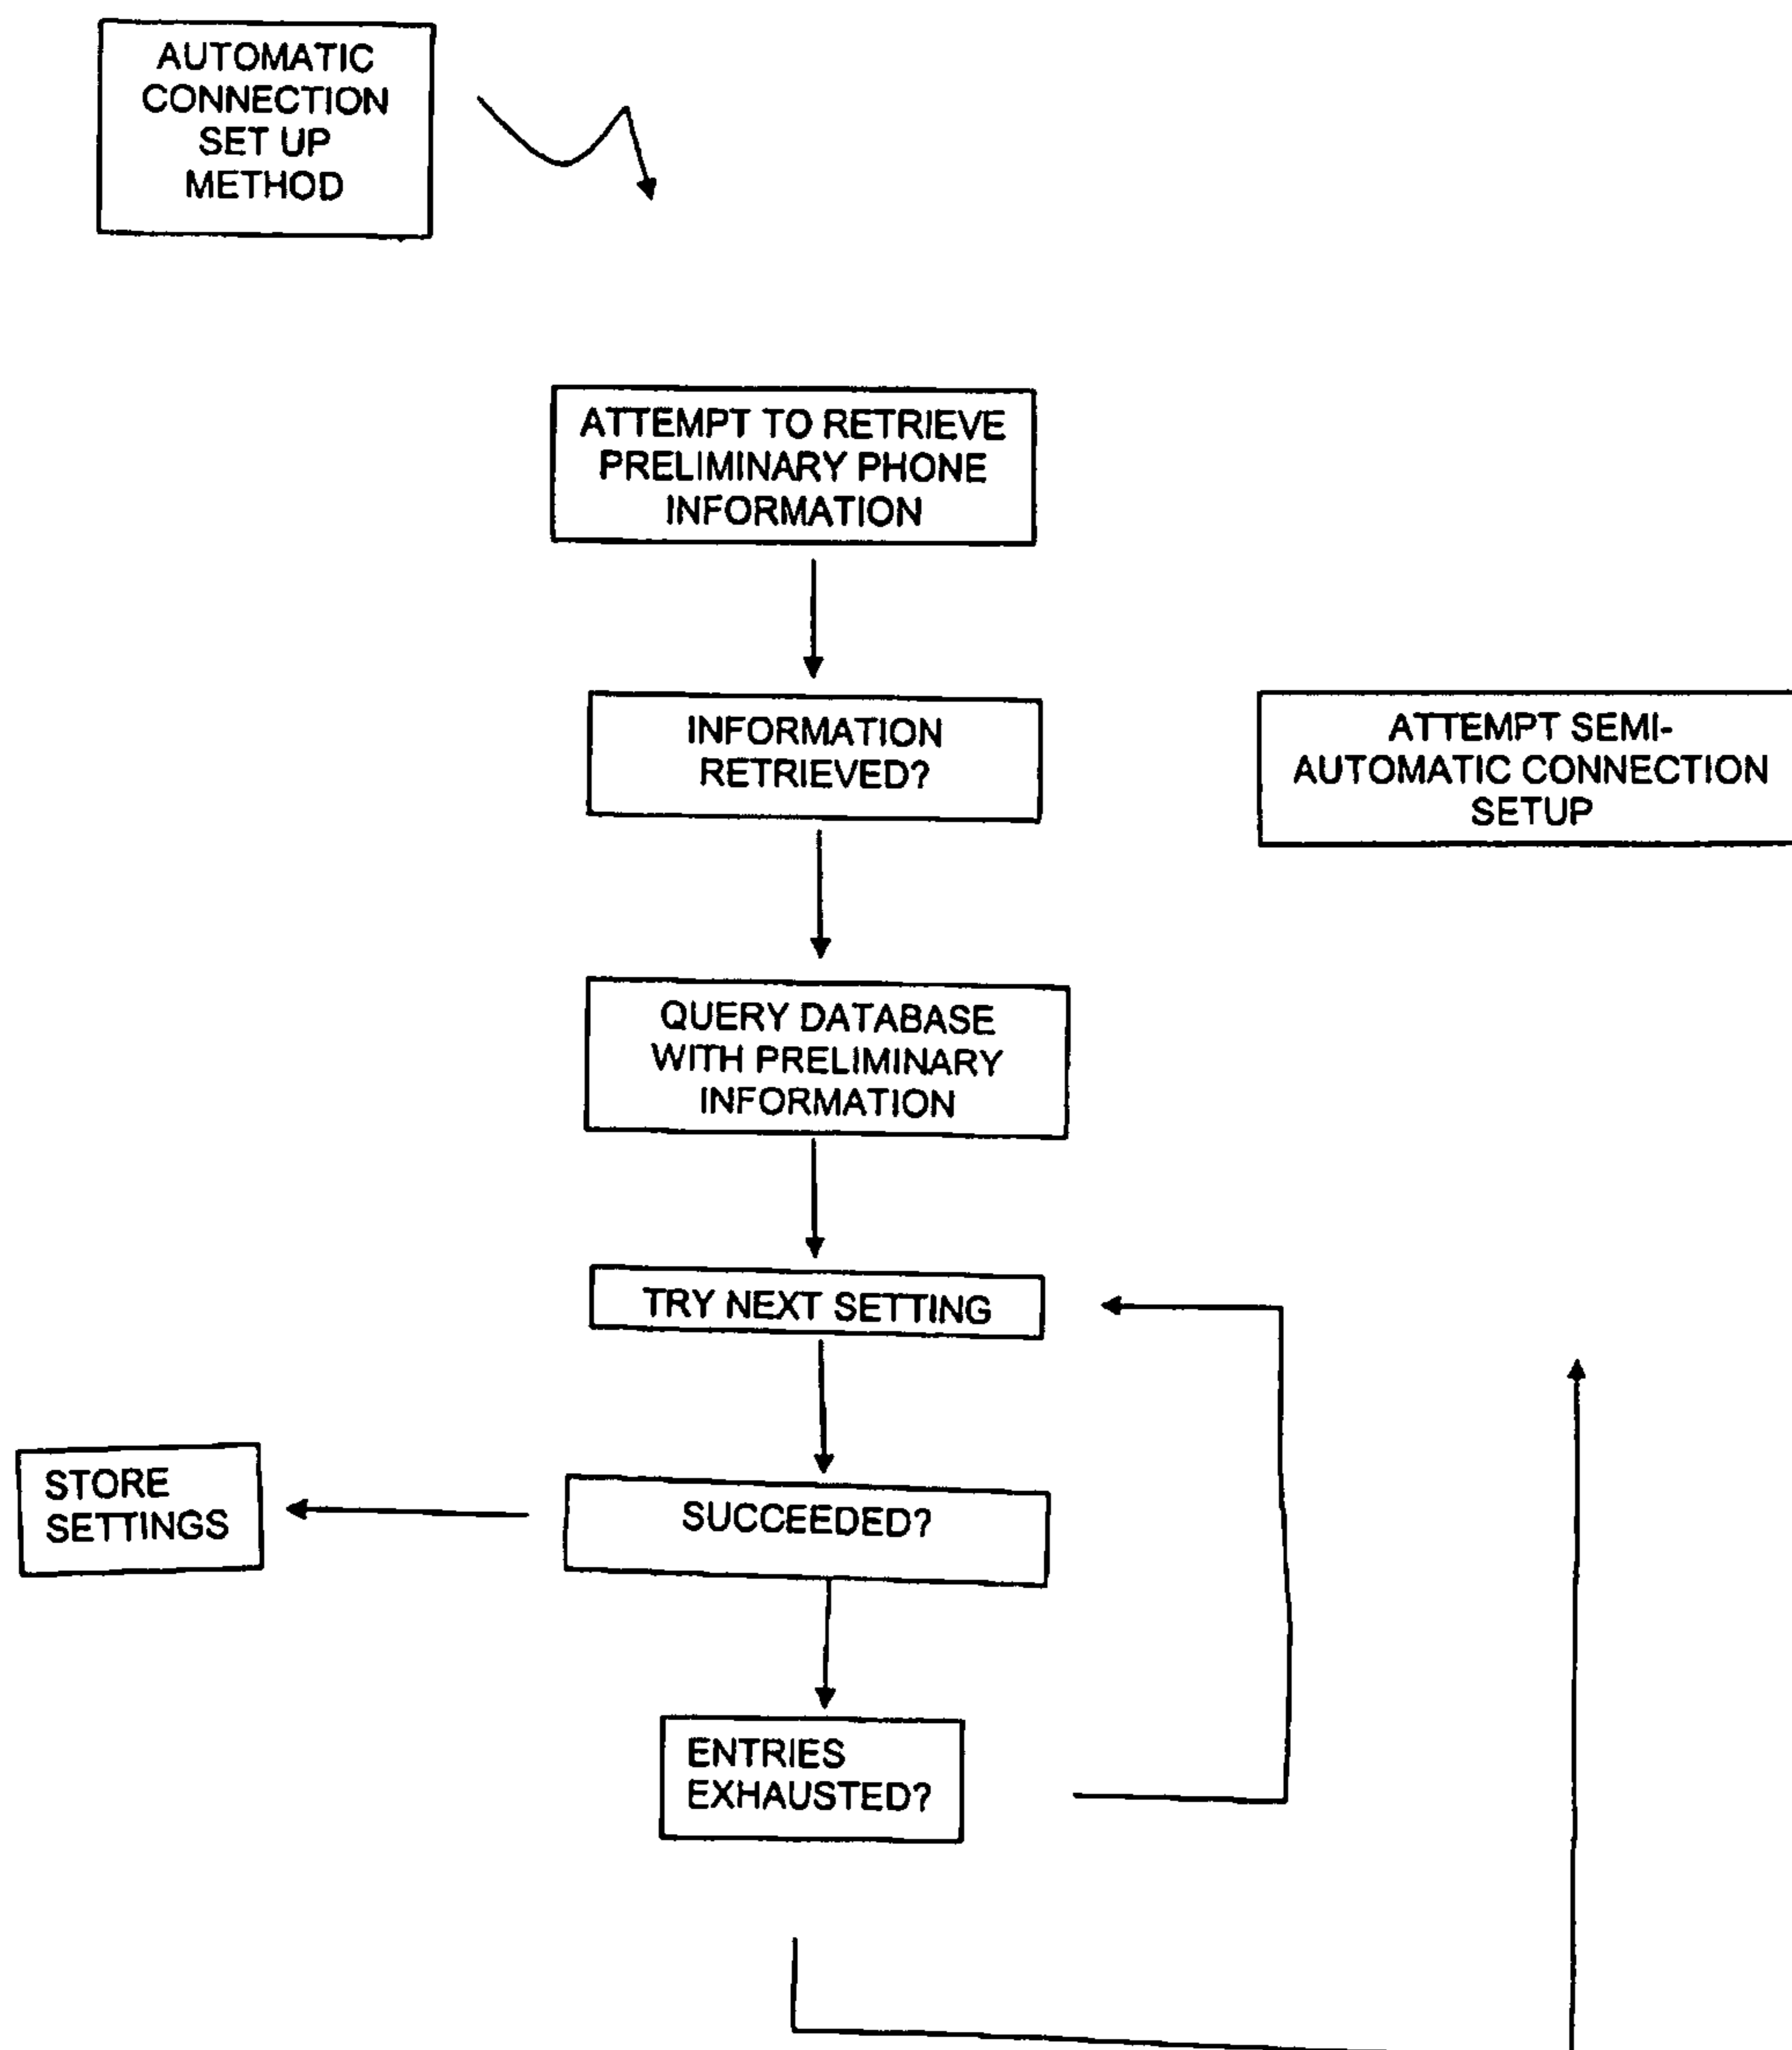 AUTOMATIC
CONNECTION
SET UP
METHOD
ATTEMPT TO RETRIEVE
PRELIMINARY PHONE
INFORMATION
INFORMATION
RETRIEVED?
ATTEMPT SEMI-
AUTOMATIC CONNECTION
SETUP
QUERY DATABASE
WITH PRELIMINARY
INFORMATION
TRY NEXT SETTING
STORE
SETTINGS
SUCCEEDED?
ENTRIES
EXHAUSTED?